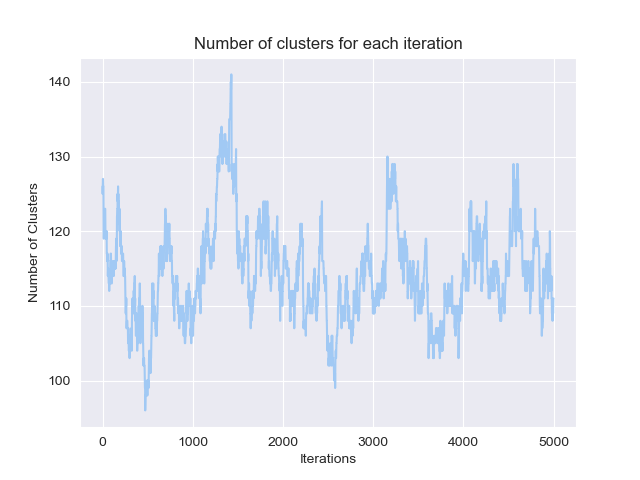 Number of clusters for each iteration
Number of Clusters
140
130
120
110
100
0 1000 2000 3000 4000 5000
Iterations